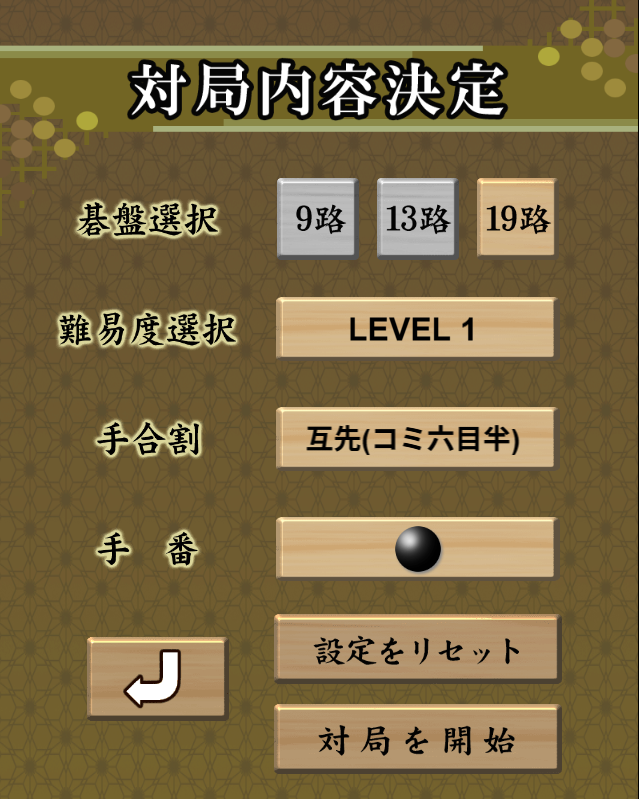 対局内容決定
碁盤選択 9路 13路 19路
難易度選択 LEVEL 1
手合割 互先(コミ六目半)
手 番
設定をリセット
対局を開始